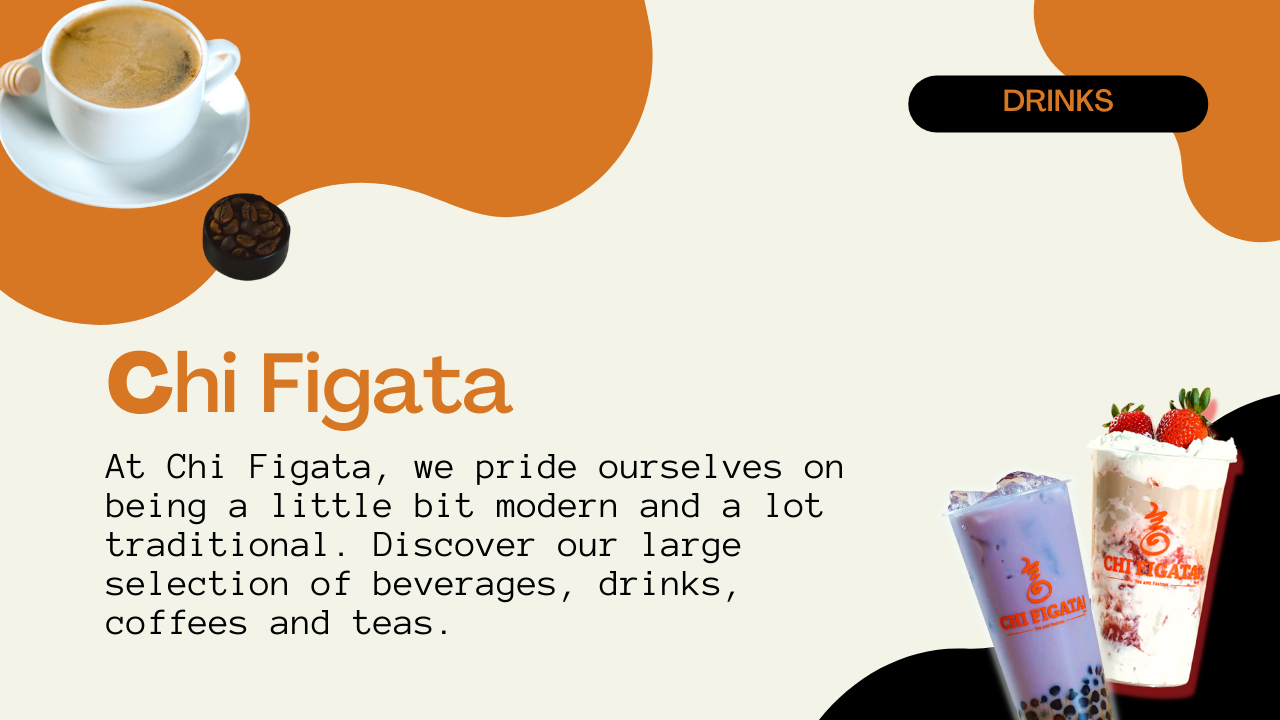 DRINKS
Chi Figata
At Chi Figata, we pride ourselves on
being a little bit modern and a lot
traditional. Discover our large
selection of beverages, drinks,
coffees and teas.
CHI FIGATA!
CHI FIGATA!